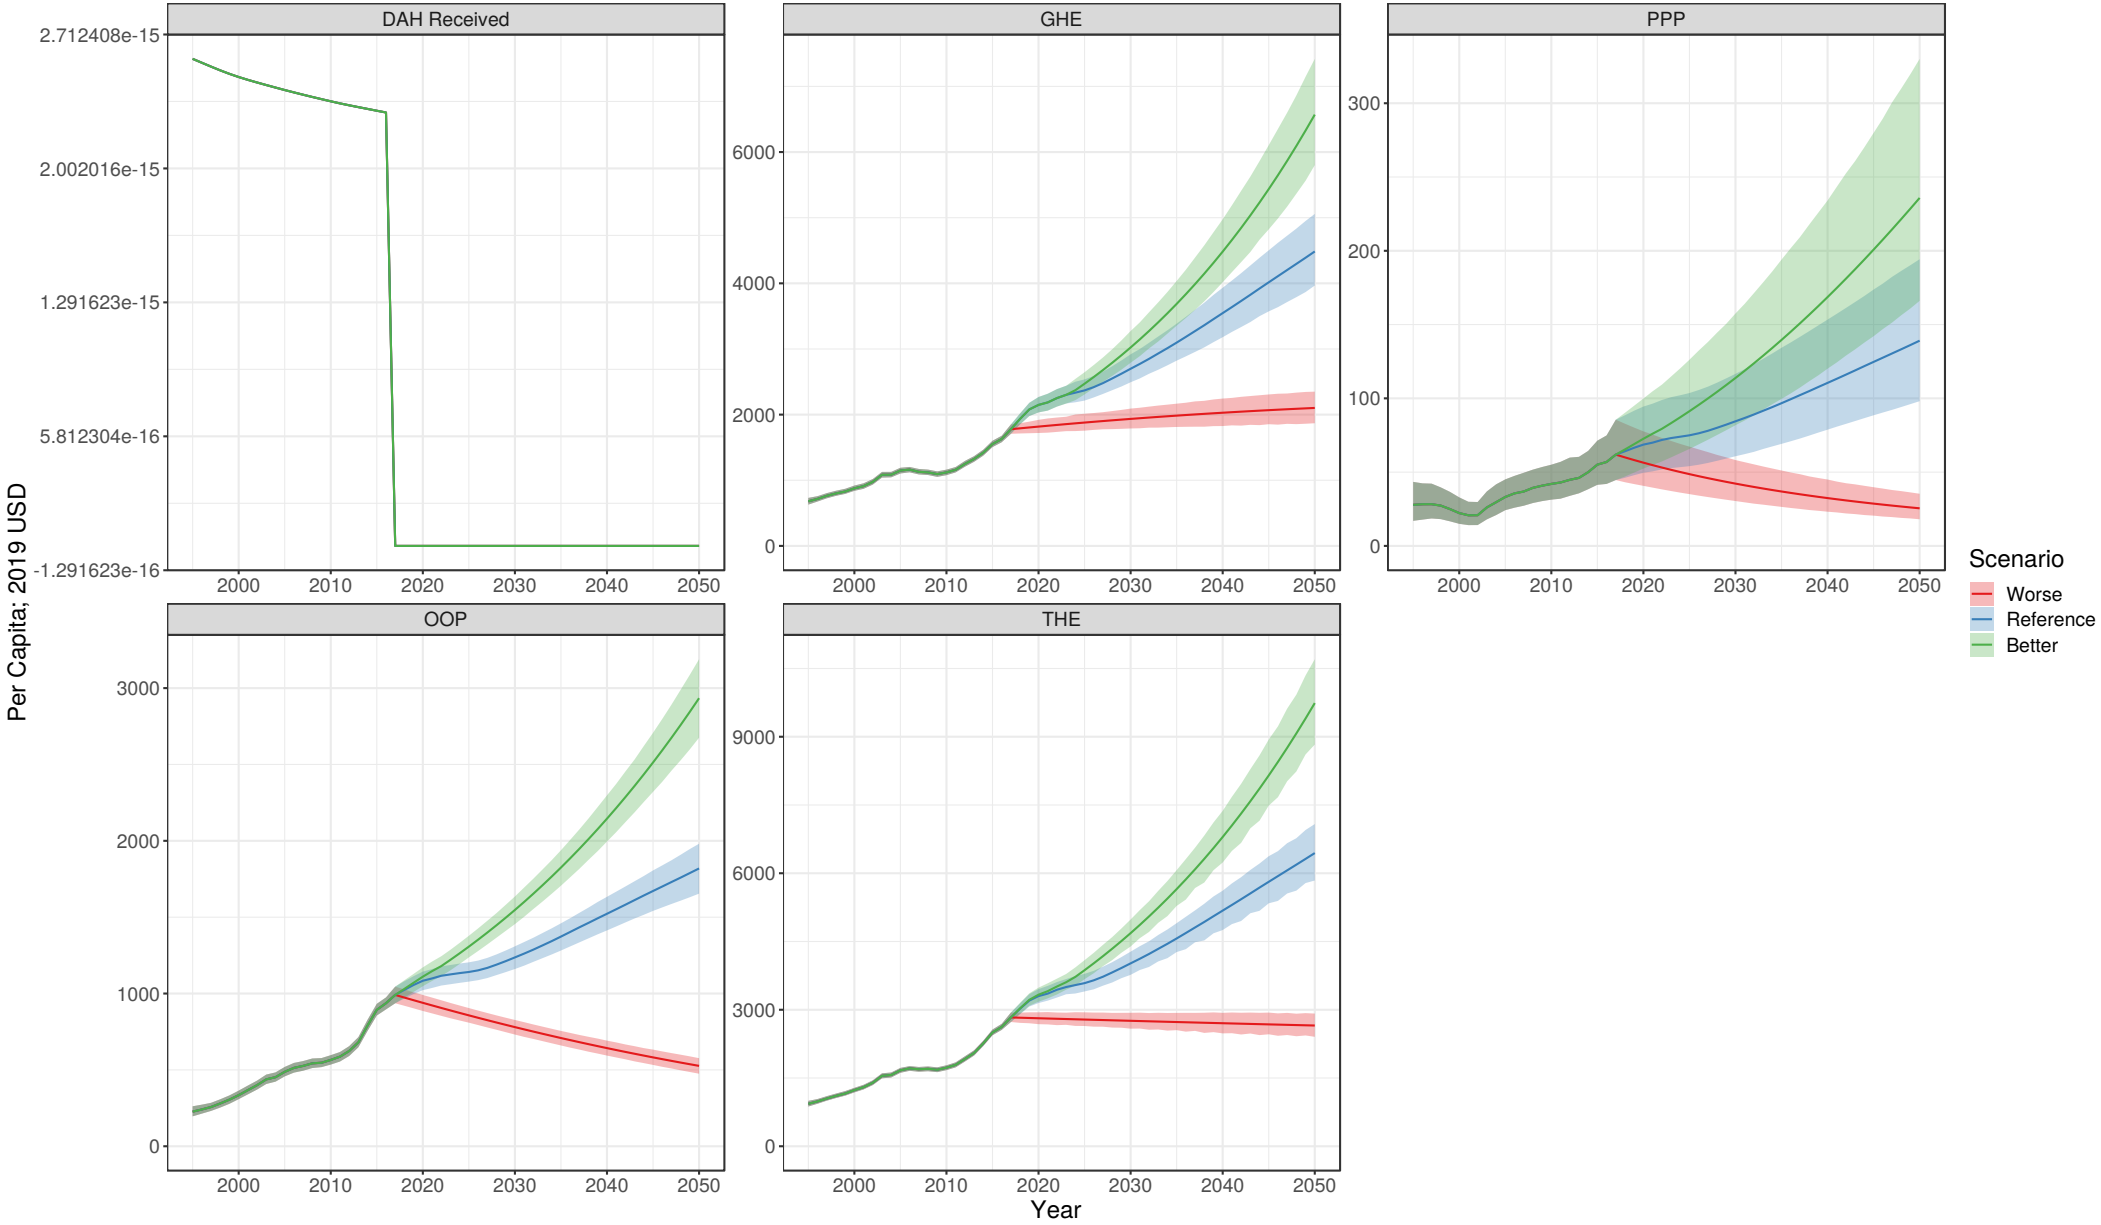 DAH Received
GHE
PPP
2.712408e-15
2.002016e-15
1.291623e-15
5.812304e-16
-1.291623e-16
6000
4000
2000
0
300
200
100
0
2000 2010 2020 2030 2040 2050
2000 2010 2020 2030 2040 2050
2000 2010 2020 2030 2040 2050
Per Capita; 2019 USD
Scenario
Worse
Reference
Better
OOP
THE
3000
2000
1000
0
9000
6000
3000
0
2000 2010 2020 2030 2040 2050
2000 2010 2020 2030 2040 2050
Year